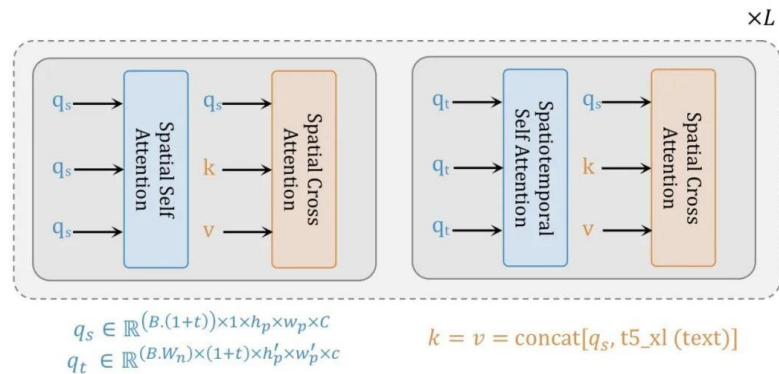 ×L
q_s
q_s
q_s
Spatial Self
Attention
q_s
k
v
Spatial Cross
Attention
q_t
q_t
q_t
Spatiotemporal
Self Attention
q_s
k
v
Spatial Cross
Attention
q_s ∈ ℝ^{(B.(1+t))×1×h_p×w_p×C}
q_t ∈ ℝ^{(B.W_n)×(1+t)×h'_p×w'_p×c}
k = v = concat[q_s, t5_xl (text)]